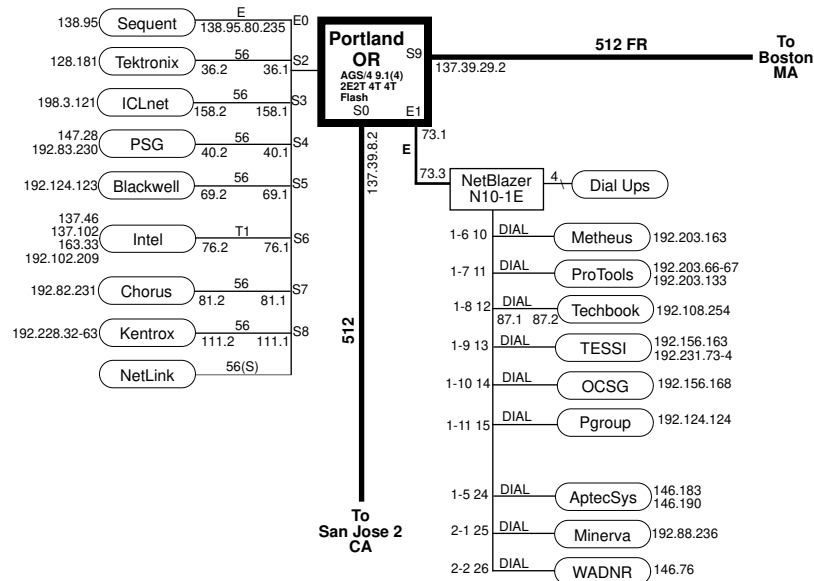 138.95 Sequent E 138.95.80.235 E0
128.181 Tektronix 56 36.2 36.1 S2
198.3.121 ICLnet 56 158.2 158.1 S3
147.28
192.83.230
PSG 56 40.2 40.1 S4
192.124.123 Blackwell 56 69.2 69.1 S5
137.46
137.102
163.33
192.102.209
Intel T1 76.2 76.1 S6
192.82.231 Chorus 56 81.2 81.1 S7
192.228.32-63 Kentrox 56 111.2 111.1 S8
NetLink 56(S)
Portland
OR
AGS/4 9.1(4)
2E2T 4T 4T
Flash
S9
S0 E1
137.39.29.2
512 FR
To
Boston
MA
137.39.8.2
512
To
San Jose 2
CA
73.1
E
73.3
NetBlazer
N10-1E
4 Dial Ups
1-6 10 DIAL Metheus 192.203.163
1-7 11 DIAL ProTools 192.203.66-67
192.203.133
1-8 12 DIAL Techbook 192.108.254
87.1 87.2
1-9 13 DIAL TESSI 192.156.163
192.231.73-4
1-10 14 DIAL OCSG 192.156.168
1-11 15 DIAL Pgroup 192.124.124
1-5 24 DIAL AptecSys 146.183
146.190
2-1 25 DIAL Minerva 192.88.236
2-2 26 DIAL WADNR 146.76